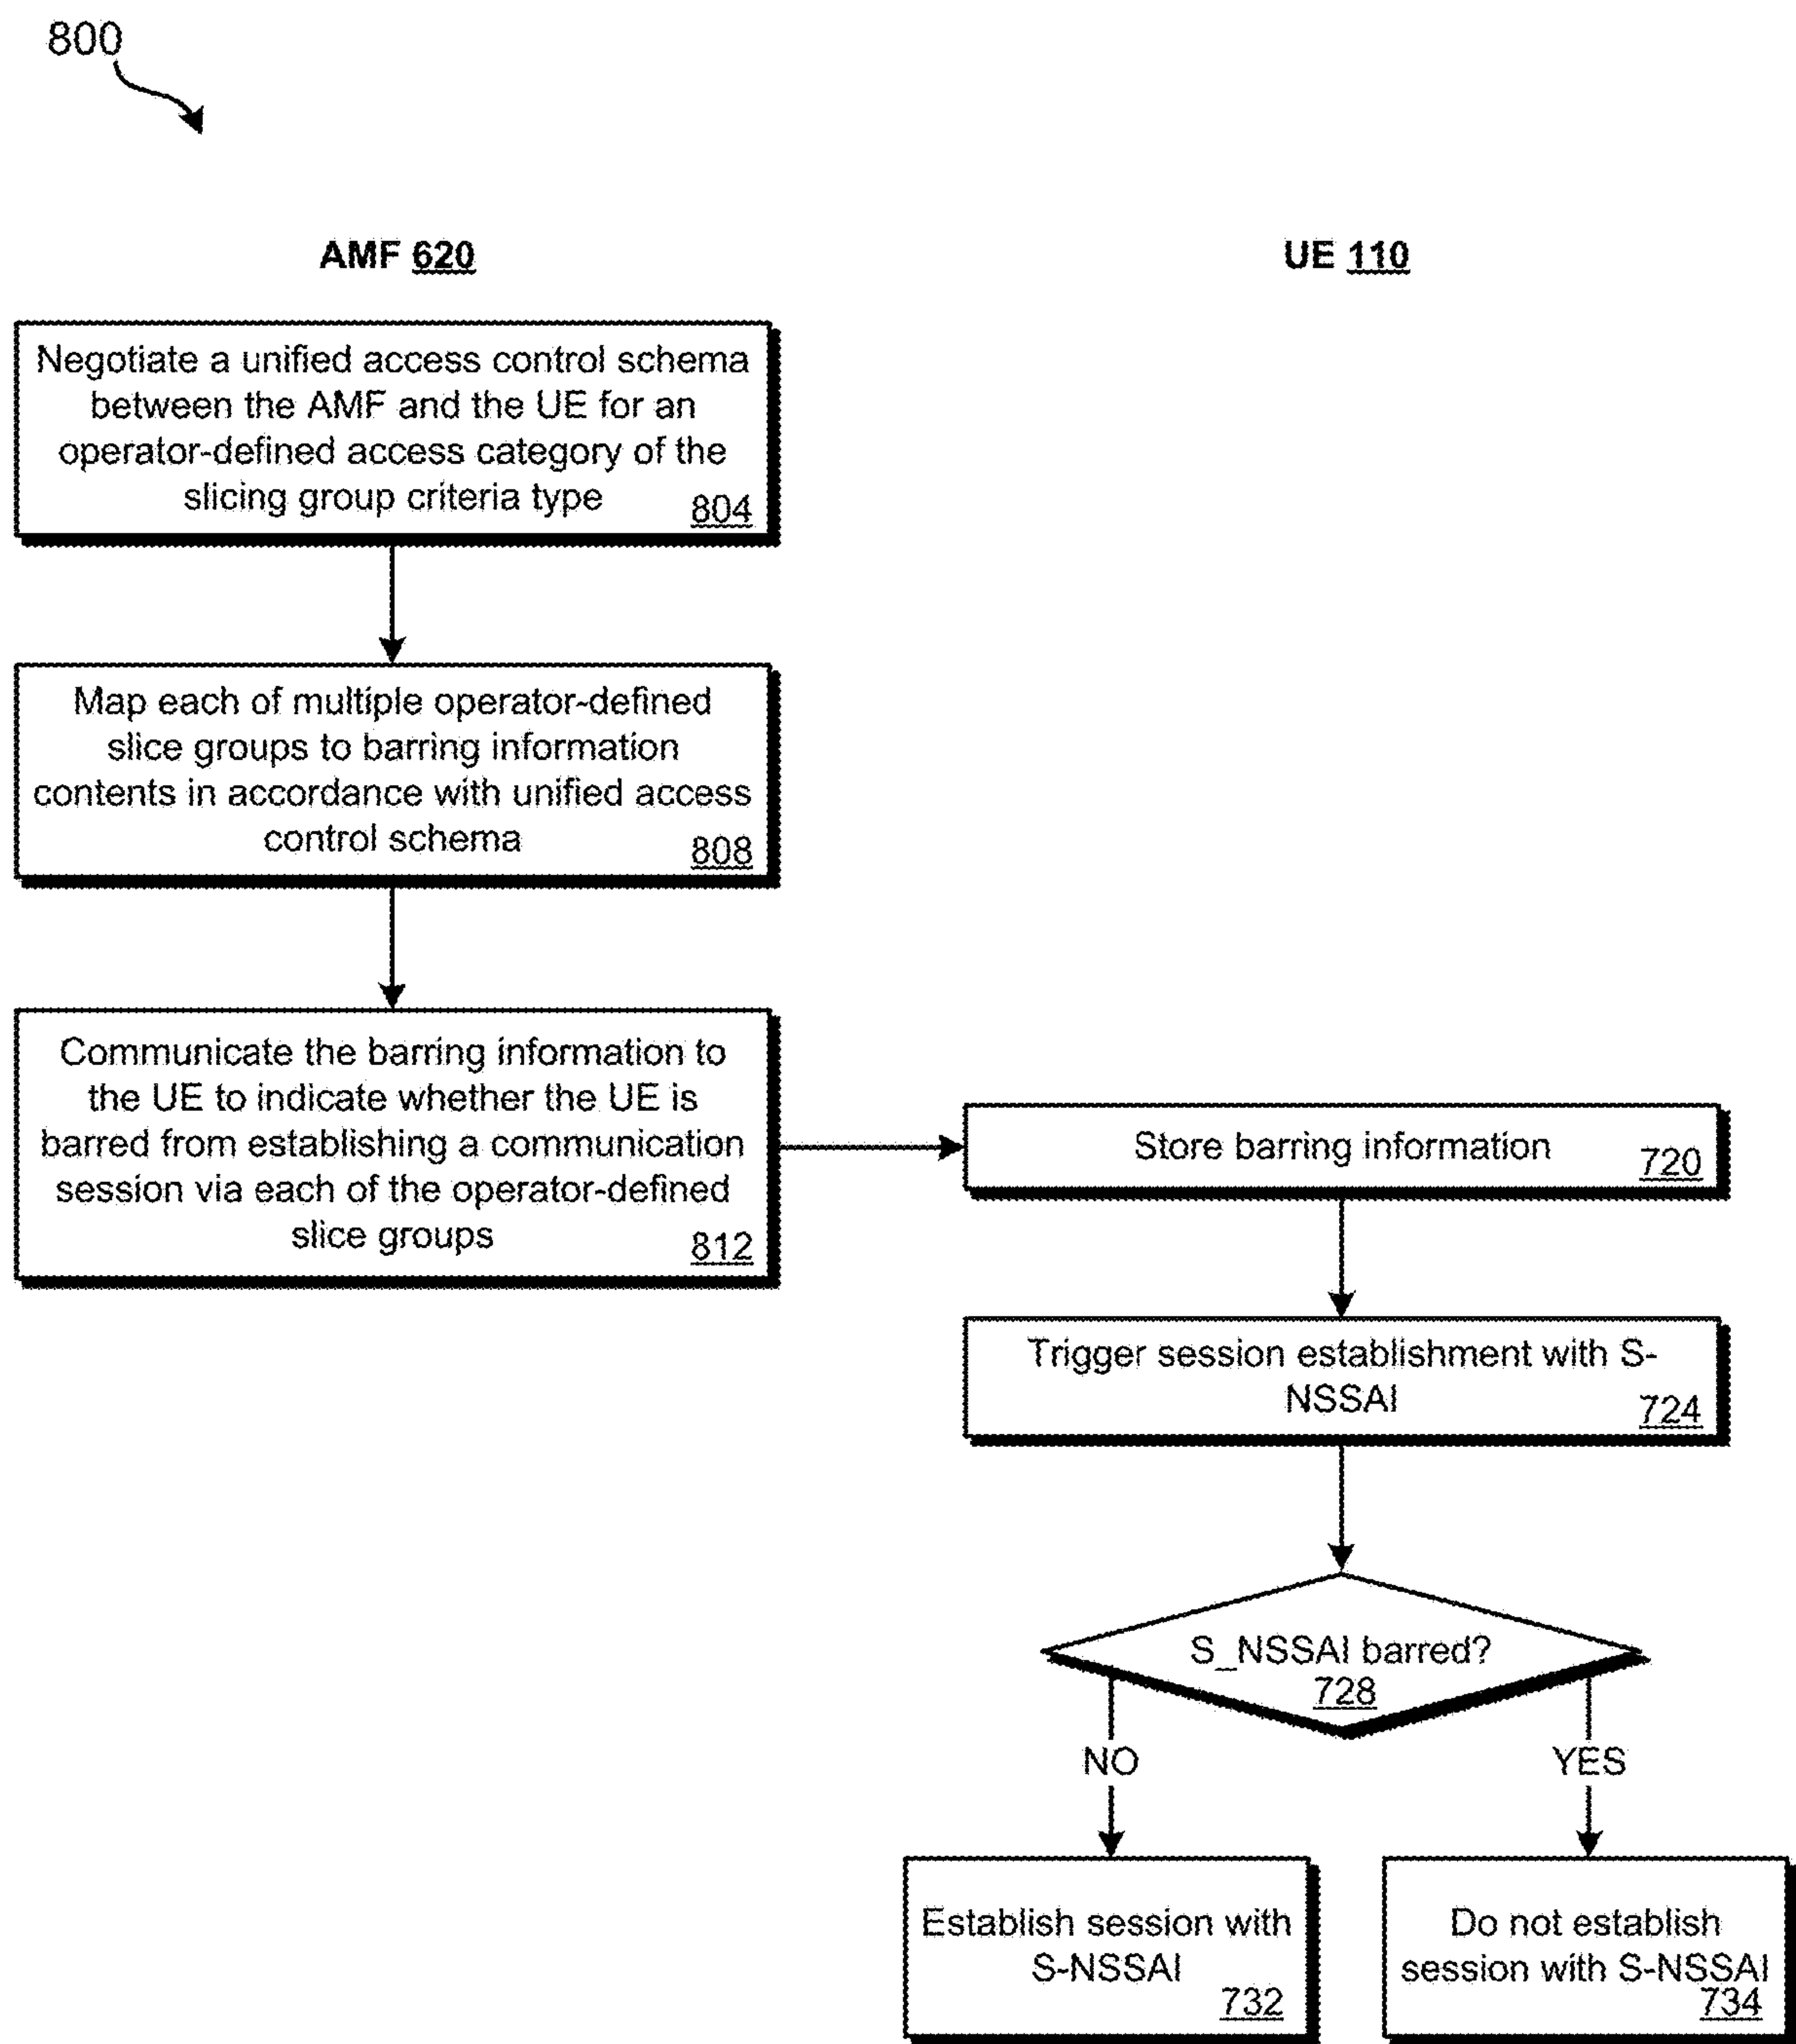 800
AMF 620
UE 110
Negotiate a unified access control schema
between the AMF and the UE for an
operator-defined access category of the
slicing group criteria type
804
Map each of multiple operator-defined
slice groups to barring information
contents in accordance with unified access
control schema
808
Communicate the barring information to
the UE to indicate whether the UE is
barred from establishing a communication
session via each of the operator-defined
slice groups
812
Store barring information
720
Trigger session establishment with S-
NSSAI
724
S_NSSAI barred?
728
NO
YES
Establish session with
S-NSSAI
732
Do not establish
session with S-NSSAI
734